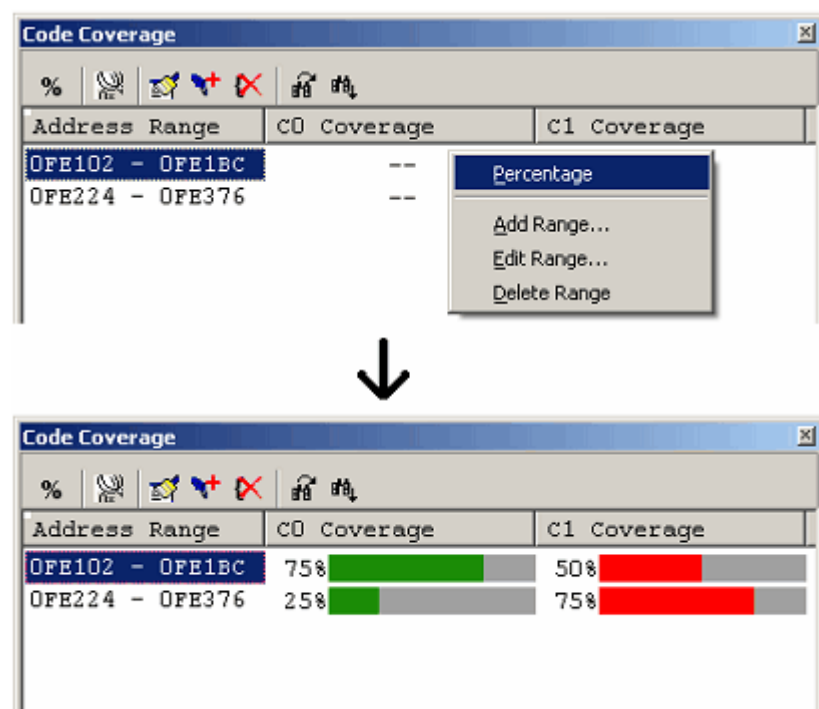 Code Coverage
%
Address Range C0 Coverage C1 Coverage
0FE102 - 0FE1BC --
0FE224 - 0FE376 --
Percentage
Add Range...
Edit Range...
Delete Range
Code Coverage
%
Address Range C0 Coverage C1 Coverage
0FE102 - 0FE1BC 75% 50%
0FE224 - 0FE376 25% 75%